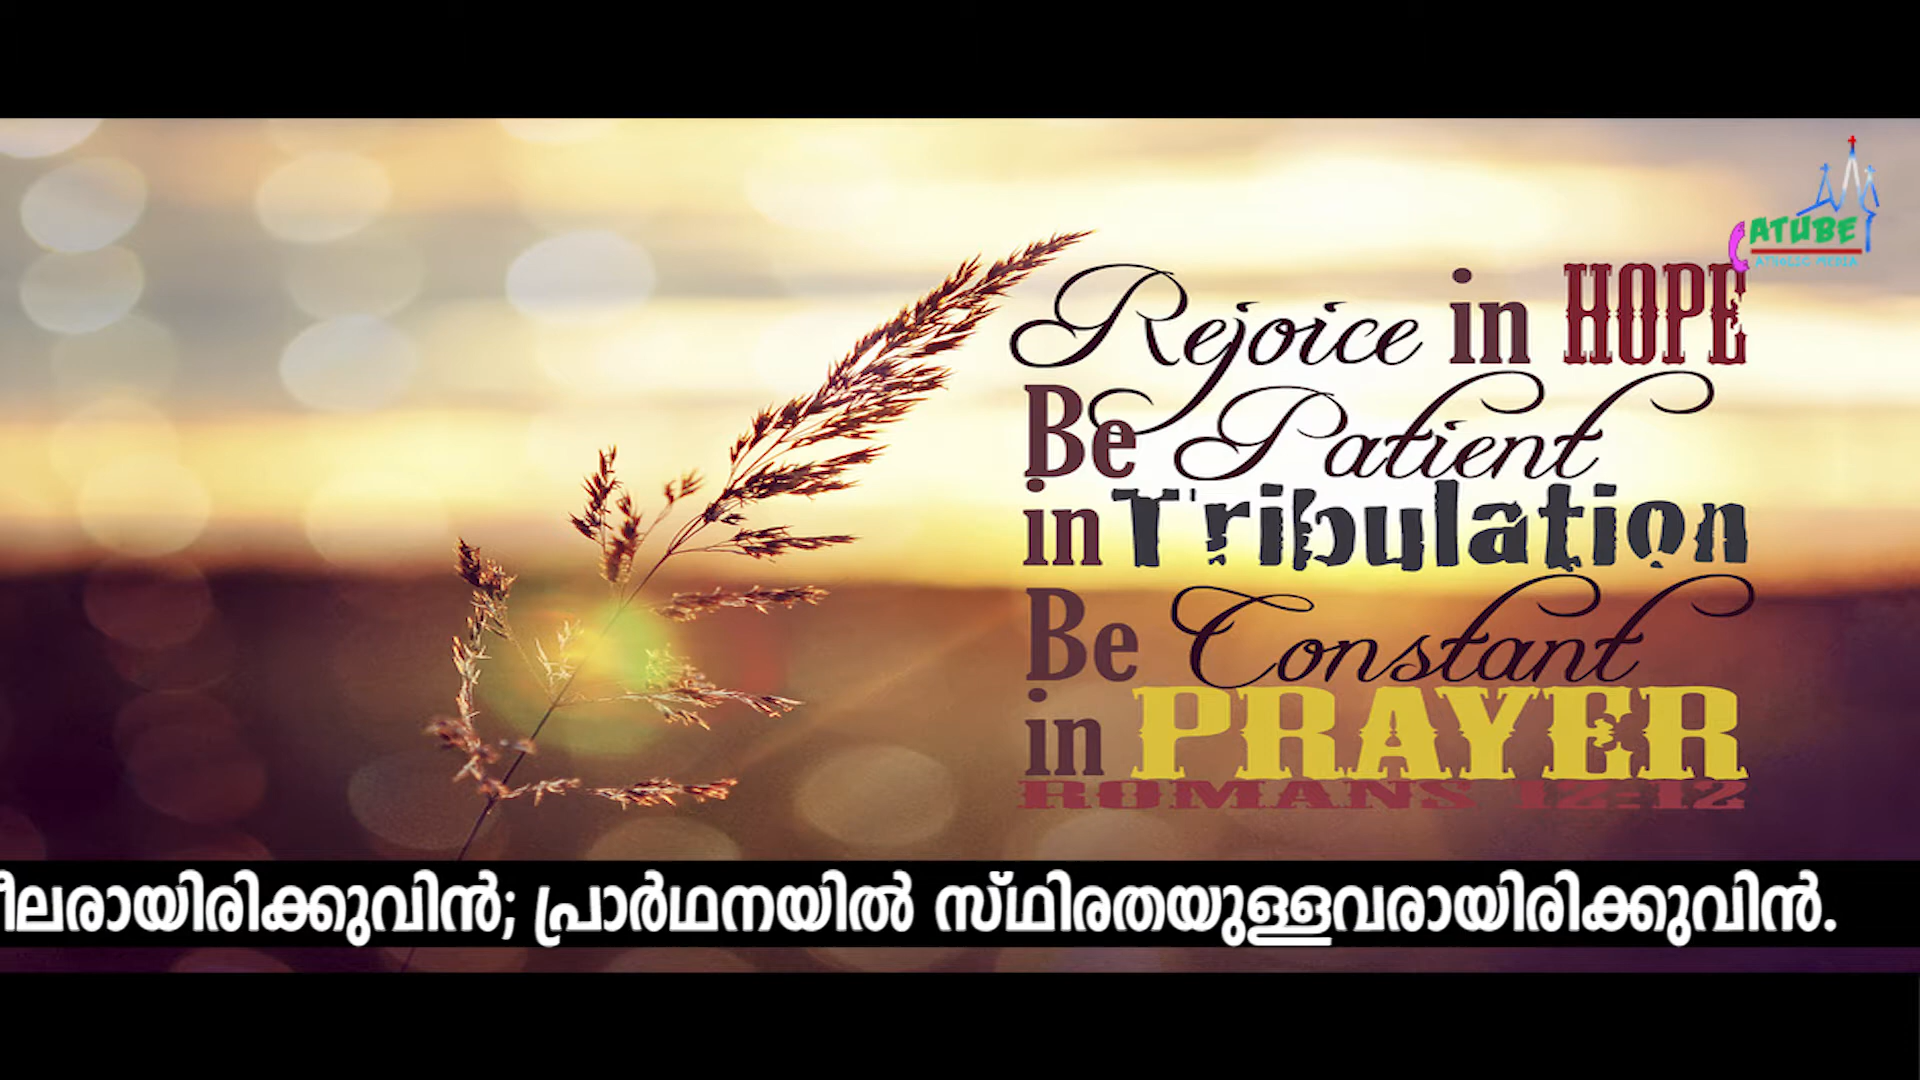 CATUBE
CATHOLIC MEDIA
Rejoice in HOPE
Be Patient
in Tribulation
Be Constant
in PRAYER
ROMANS 12:12
ലരായിരിക്കുവിൻ; പ്രാർഥനയിൽ സ്ഥിരതയുള്ളവരായിരിക്കുവിൻ.